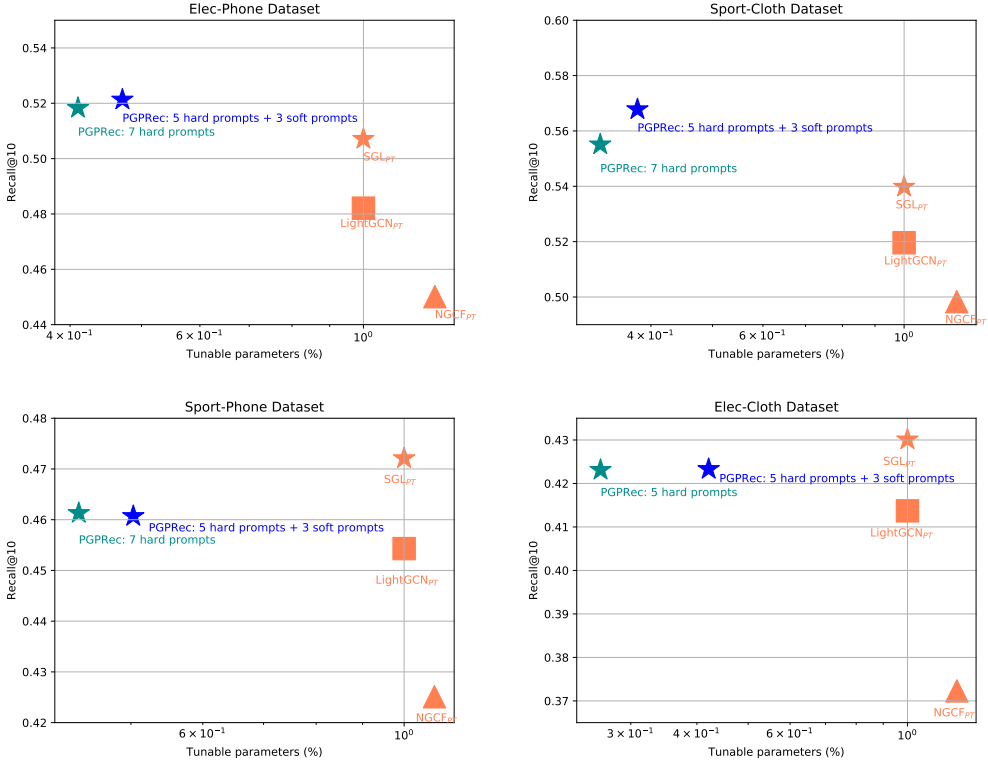 Elec-Phone Dataset
0.54
0.52
0.50
0.48
0.46
0.44
Recall@10
PGPRec: 5 hard prompts + 3 soft prompts
PGPRec: 7 hard prompts
SGL_PT
LightGCN_PT
NGCF_PT
4 × 10⁻¹
6 × 10⁻¹
10⁰
Tunable parameters (%)
Sport-Cloth Dataset
0.60
0.58
0.56
0.54
0.52
0.50
Recall@10
PGPRec: 5 hard prompts + 3 soft prompts
PGPRec: 7 hard prompts
SGL_PT
LightGCN_PT
NGCF_PT
4 × 10⁻¹
6 × 10⁻¹
10⁰
Tunable parameters (%)
Sport-Phone Dataset
0.48
0.47
0.46
0.45
0.44
0.43
0.42
Recall@10
SGL_PT
PGPRec: 5 hard prompts + 3 soft prompts
PGPRec: 7 hard prompts
LightGCN_PT
NGCF_PT
6 × 10⁻¹
10⁰
Tunable parameters (%)
Elec-Cloth Dataset
0.43
0.42
0.41
0.40
0.39
0.38
0.37
Recall@10
SGL_PT
PGPRec: 5 hard prompts + 3 soft prompts
PGPRec: 5 hard prompts
LightGCN_PT
NGCF_PT
3 × 10⁻¹
4 × 10⁻¹
6 × 10⁻¹
10⁰
Tunable parameters (%)